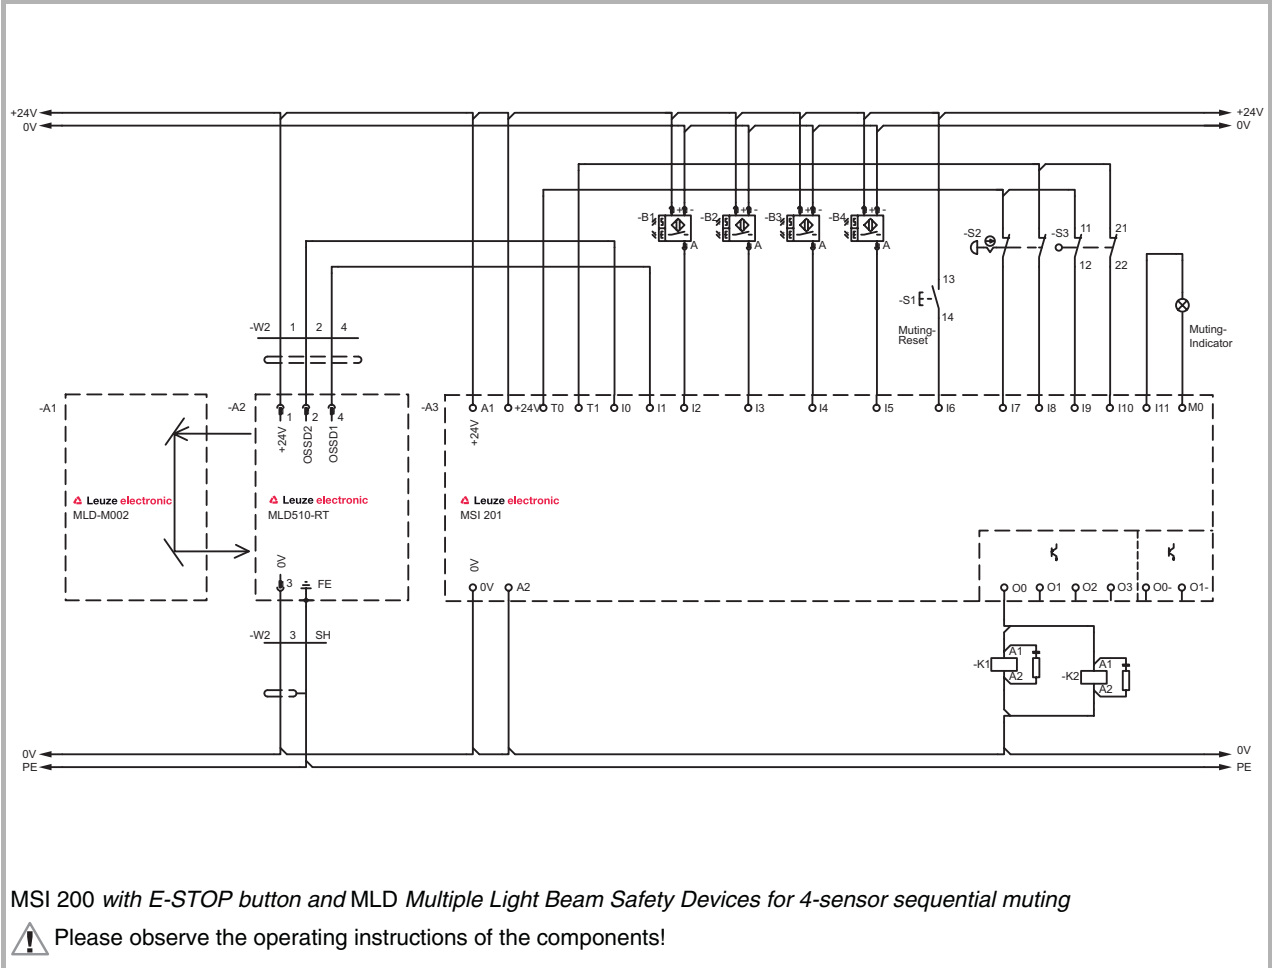 +24V +24V
0V 0V
-B1 + - -B2 + - -B3 + - -B4 + -
S S S S
E E E E
A A A A
-S2 -S3 11 21
12 22
13
-S1
14
Muting-
Reset
Muting-
Indicator
-W2 1 2 4
-A1 -A2 1 2 4 -A3 A1 +24V T0 T1 I0 I1 I2 I3 I4 I5 I6 I7 I8 I9 I10 I11 M0
+24V OSSD2 OSSD1 +24V
Leuze electronic Leuze electronic Leuze electronic
MLD-M002 MLD510-RT MSI 201
0V 0V
3 FE 0V A2 O0 O1 O2 O3 O0- O1-
-W2 3 SH
-K1 A1 A2 -K2 A1 A2
0V 0V
PE PE
MSI 200 with E-STOP button and MLD Multiple Light Beam Safety Devices for 4-sensor sequential muting
Please observe the operating instructions of the components!